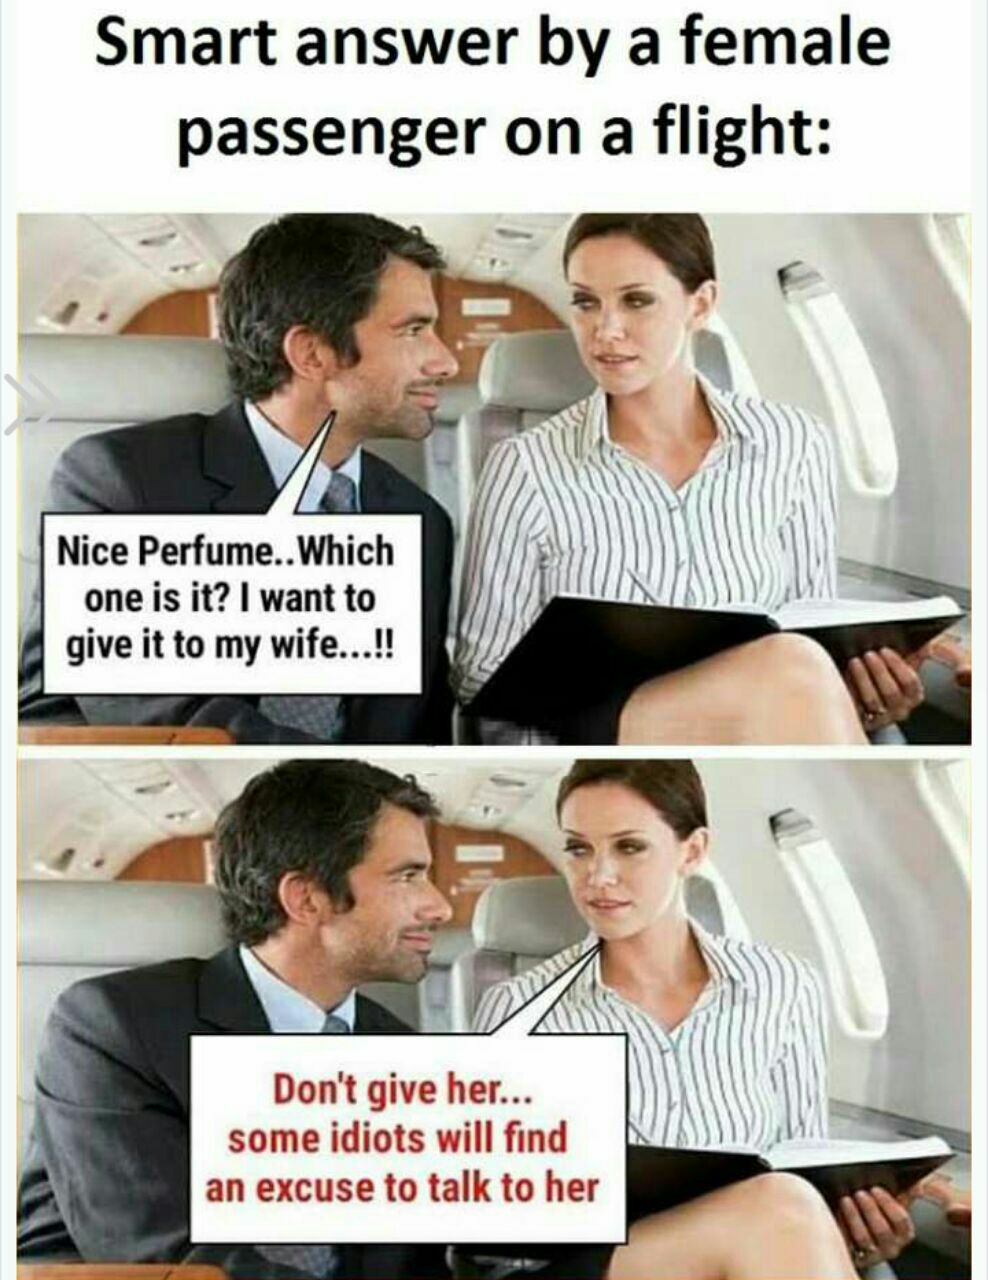 Smart answer by a female
passenger on a flight:
Nice Perfume..Which
one is it? I want to
give it to my wife...!!
Don't give her...
some idiots will find
an excuse to talk to her